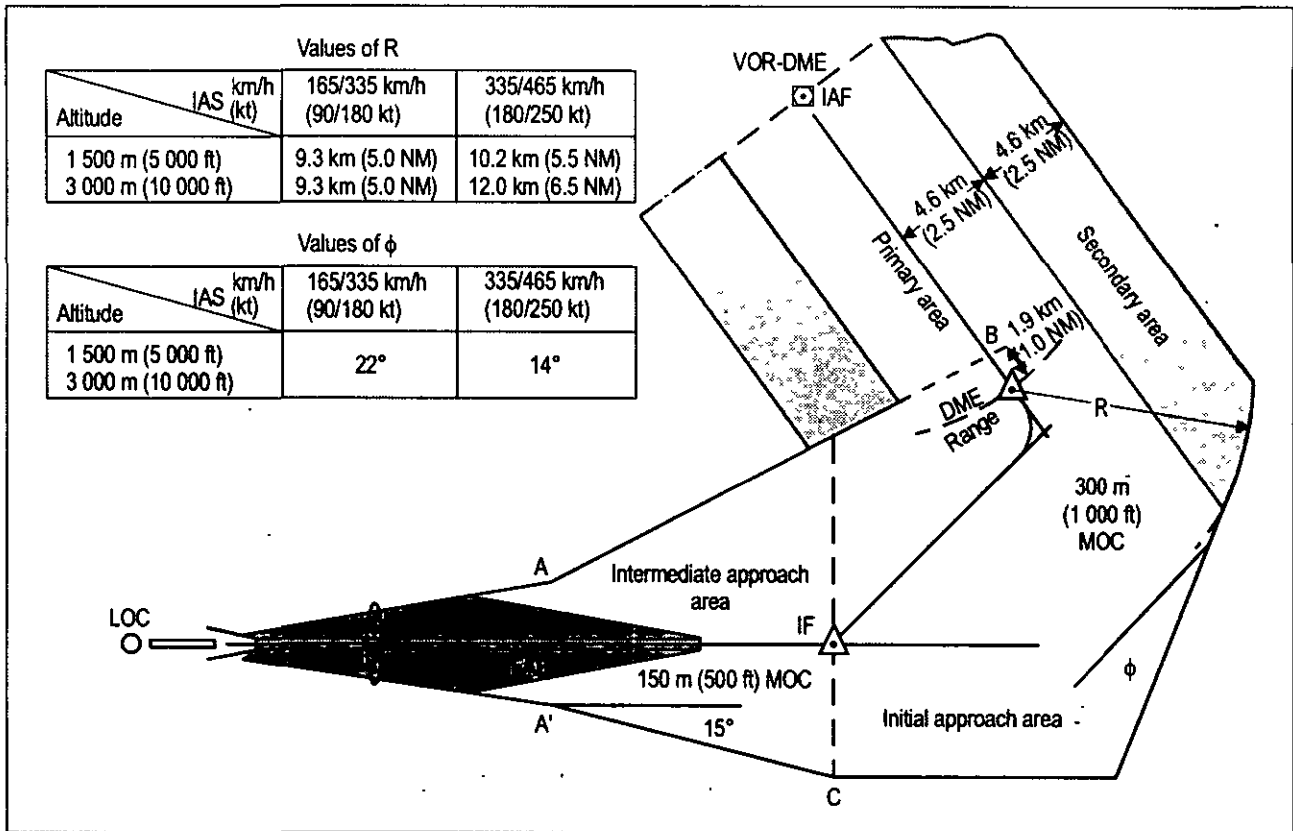 Values of R
IAS km/h (kt)
Altitude
165/335 km/h
(90/180 kt)
335/465 km/h
(180/250 kt)
1 500 m (5 000 ft)
3 000 m (10 000 ft)
9.3 km (5.0 NM)
9.3 km (5.0 NM)
10.2 km (5.5 NM)
12.0 km (6.5 NM)
Values of ϕ
IAS km/h (kt)
Altitude
165/335 km/h
(90/180 kt)
335/465 km/h
(180/250 kt)
1 500 m (5 000 ft)
3 000 m (10 000 ft)
22°
14°
VOR-DME
IAF
4.6 km
(2.5 NM)
4.6 km
(2.5 NM)
Primary area
Secondary area
B
1.9 km
(1.0 NM)
DME
Range
R
300 m
(1 000 ft)
MOC
A
Intermediate approach
area
LOC
IF
150 m (500 ft) MOC
ϕ
A'
15°
Initial approach area
C